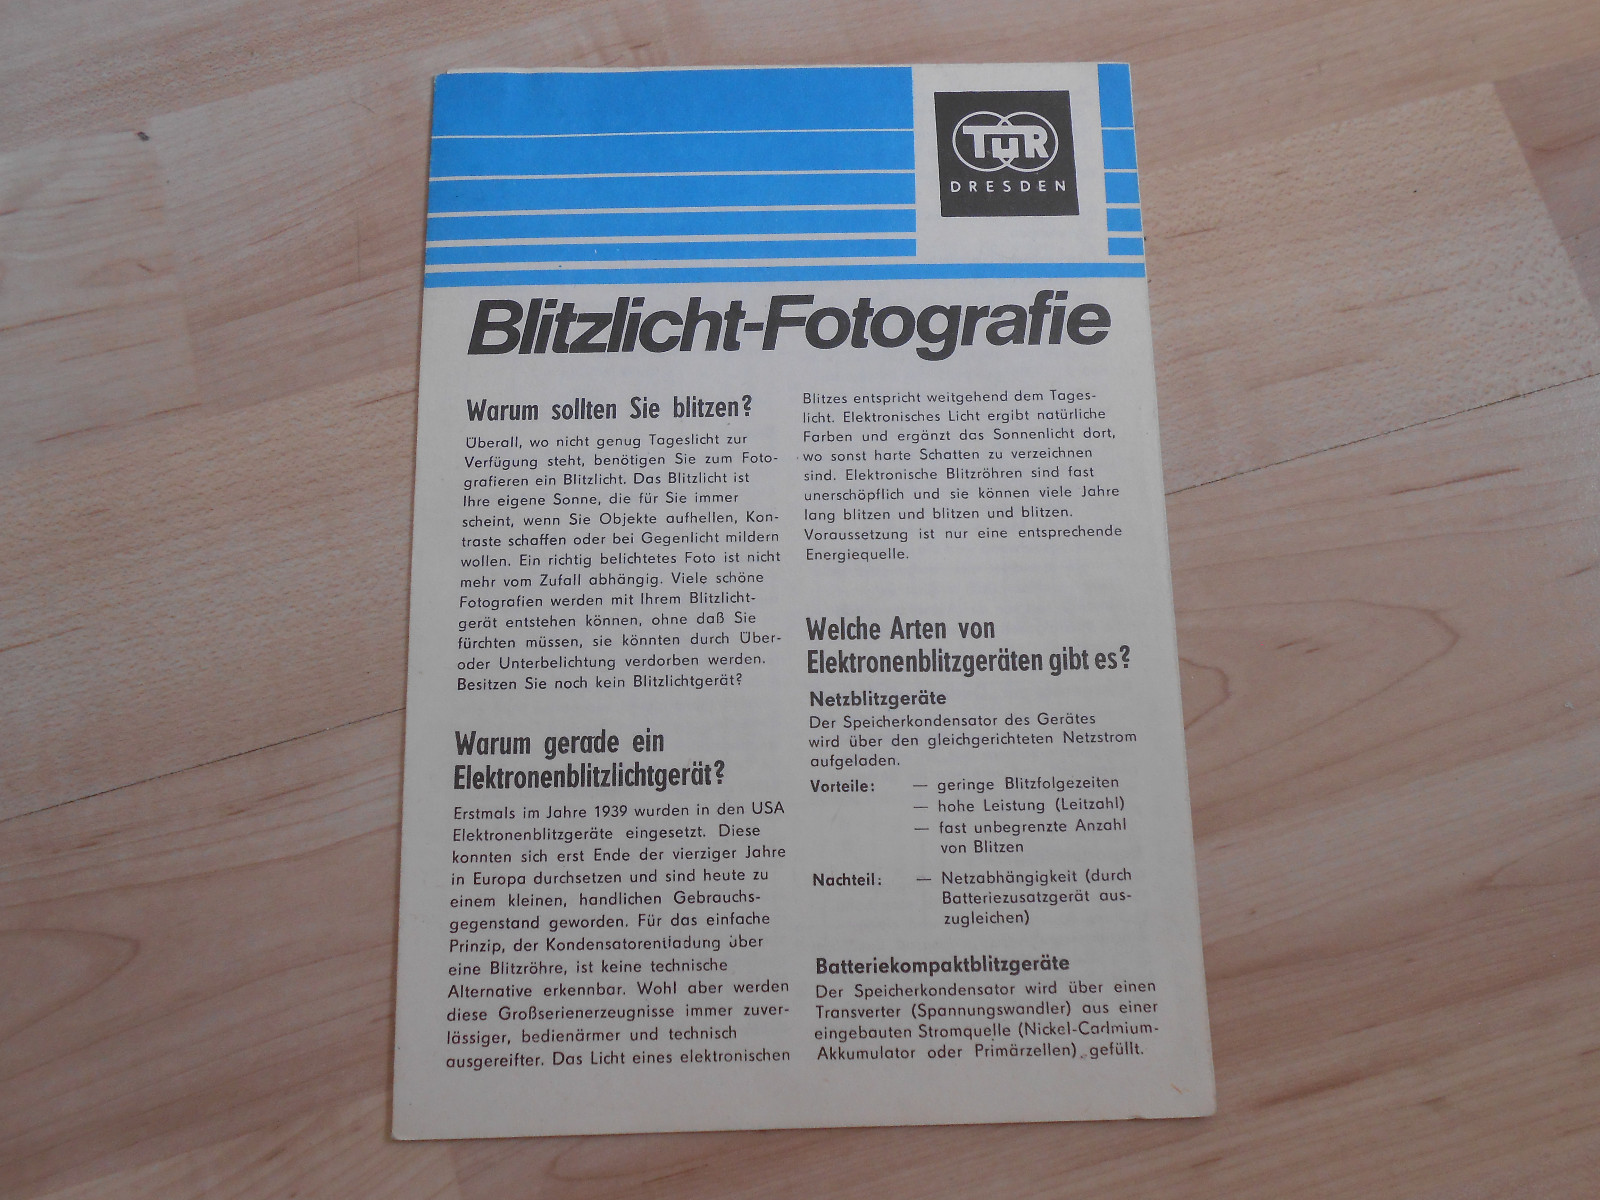 TuR
DRESDEN
Blitzlicht-Fotografie
Warum sollten Sie blitzen?
Überall, wo nicht genug Tageslicht zur
Verfügung steht, benötigen Sie zum Foto-
grafieren ein Blitzlicht. Das Blitzlicht ist
Ihre eigene Sonne, die für Sie immer
scheint, wenn Sie Objekte aufhellen, Kon-
traste schaffen oder bei Gegenlicht mildern
wollen. Ein richtig belichtetes Foto ist nicht
mehr vom Zufall abhängig. Viele schöne
Fotografien werden mit Ihrem Blitzlicht-
gerät entstehen können, ohne daß Sie
fürchten müssen, sie könnten durch Über-
oder Unterbelichtung verdorben werden.
Besitzen Sie noch kein Blitzlichtgerät?
Warum gerade ein
Elektronenblitzlichtgerät?
Erstmals im Jahre 1939 wurden in den USA
Elektronenblitzgeräte eingesetzt. Diese
konnten sich erst Ende der vierziger Jahre
in Europa durchsetzen und sind heute zu
einem kleinen, handlichen Gebrauchs-
gegenstand geworden. Für das einfache
Prinzip, der Kondensatorentladung über
eine Blitzröhre, ist keine technische
Alternative erkennbar. Wohl aber werden
diese Großserienerzeugnisse immer zuver-
lässiger, bedienärmer und technisch
ausgereifter. Das Licht eines elektronischen
Blitzes entspricht weitgehend dem Tages-
licht. Elektronisches Licht ergibt natürliche
Farben und ergänzt das Sonnenlicht dort,
wo sonst harte Schatten zu verzeichnen
sind. Elektronische Blitzröhren sind fast
unerschöpflich und sie können viele Jahre
lang blitzen und blitzen und blitzen.
Voraussetzung ist nur eine entsprechende
Energiequelle.
Welche Arten von
Elektronenblitzgeräten gibt es?
Netzblitzgeräte
Der Speicherkondensator des Gerätes
wird über den gleichgerichteten Netzstrom
aufgeladen.
Vorteile: — geringe Blitzfolgezeiten
— hohe Leistung (Leitzahl)
— fast unbegrenzte Anzahl
von Blitzen
Nachteil: — Netzabhängigkeit (durch
Batteriezusatzgerät aus-
zugleichen)
Batteriekompaktblitzgeräte
Der Speicherkondensator wird über einen
Transverter (Spannungswandler) aus einer
eingebauten Stromquelle (Nickel-Cadmium-
Akkumulator oder Primärzellen) gefüllt.